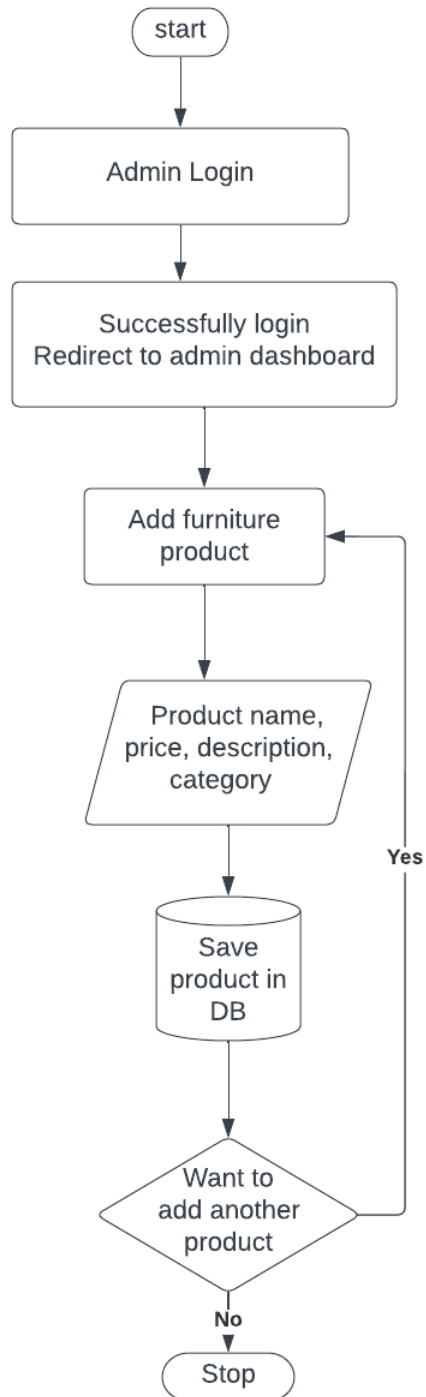 start
Admin Login
Successfully login
Redirect to admin dashboard
Add furniture
product
Product name,
price, description,
category
Yes
Save
product in
DB
Want to
add another
product
No
Stop